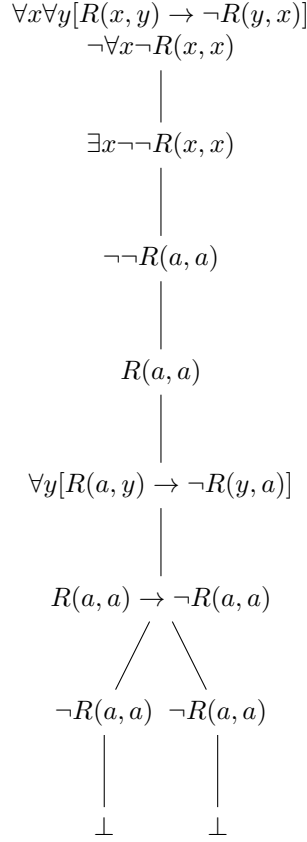 ∀x∀y[R(x, y) → ¬R(y, x)]
¬∀x¬R(x, x)
∃x¬¬R(x, x)
¬¬R(a, a)
R(a, a)
∀y[R(a, y) → ¬R(y, a)]
R(a, a) → ¬R(a, a)
¬R(a, a) ¬R(a, a)
⊥ ⊥